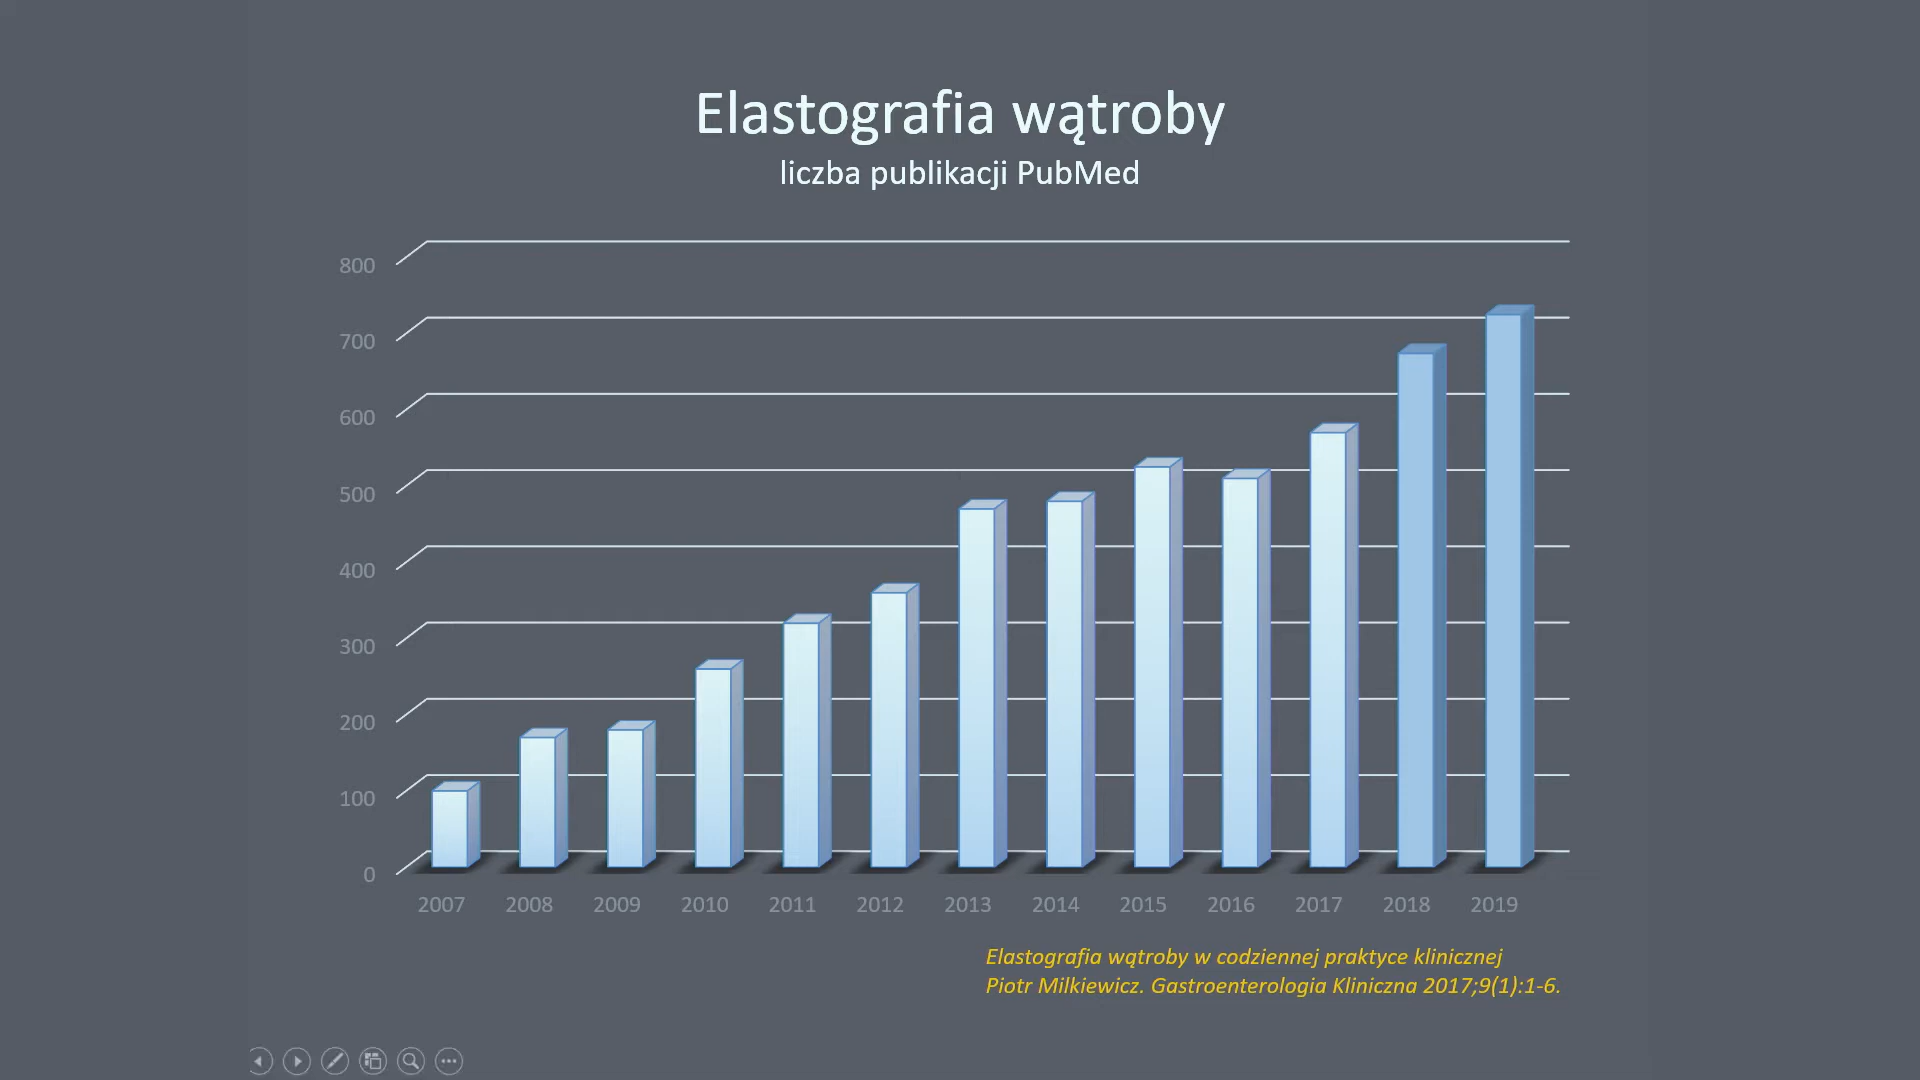 Elastografia wątroby
liczba publikacji PubMed
800
700
600
500
400
300
200
100
0
2007 2008 2009 2010 2011 2012 2013 2014 2015 2016 2017 2018 2019
Elastografia wątroby w codziennej praktyce klinicznej
Piotr Milkiewicz. Gastroenterologia Kliniczna 2017;9(1):1-6.